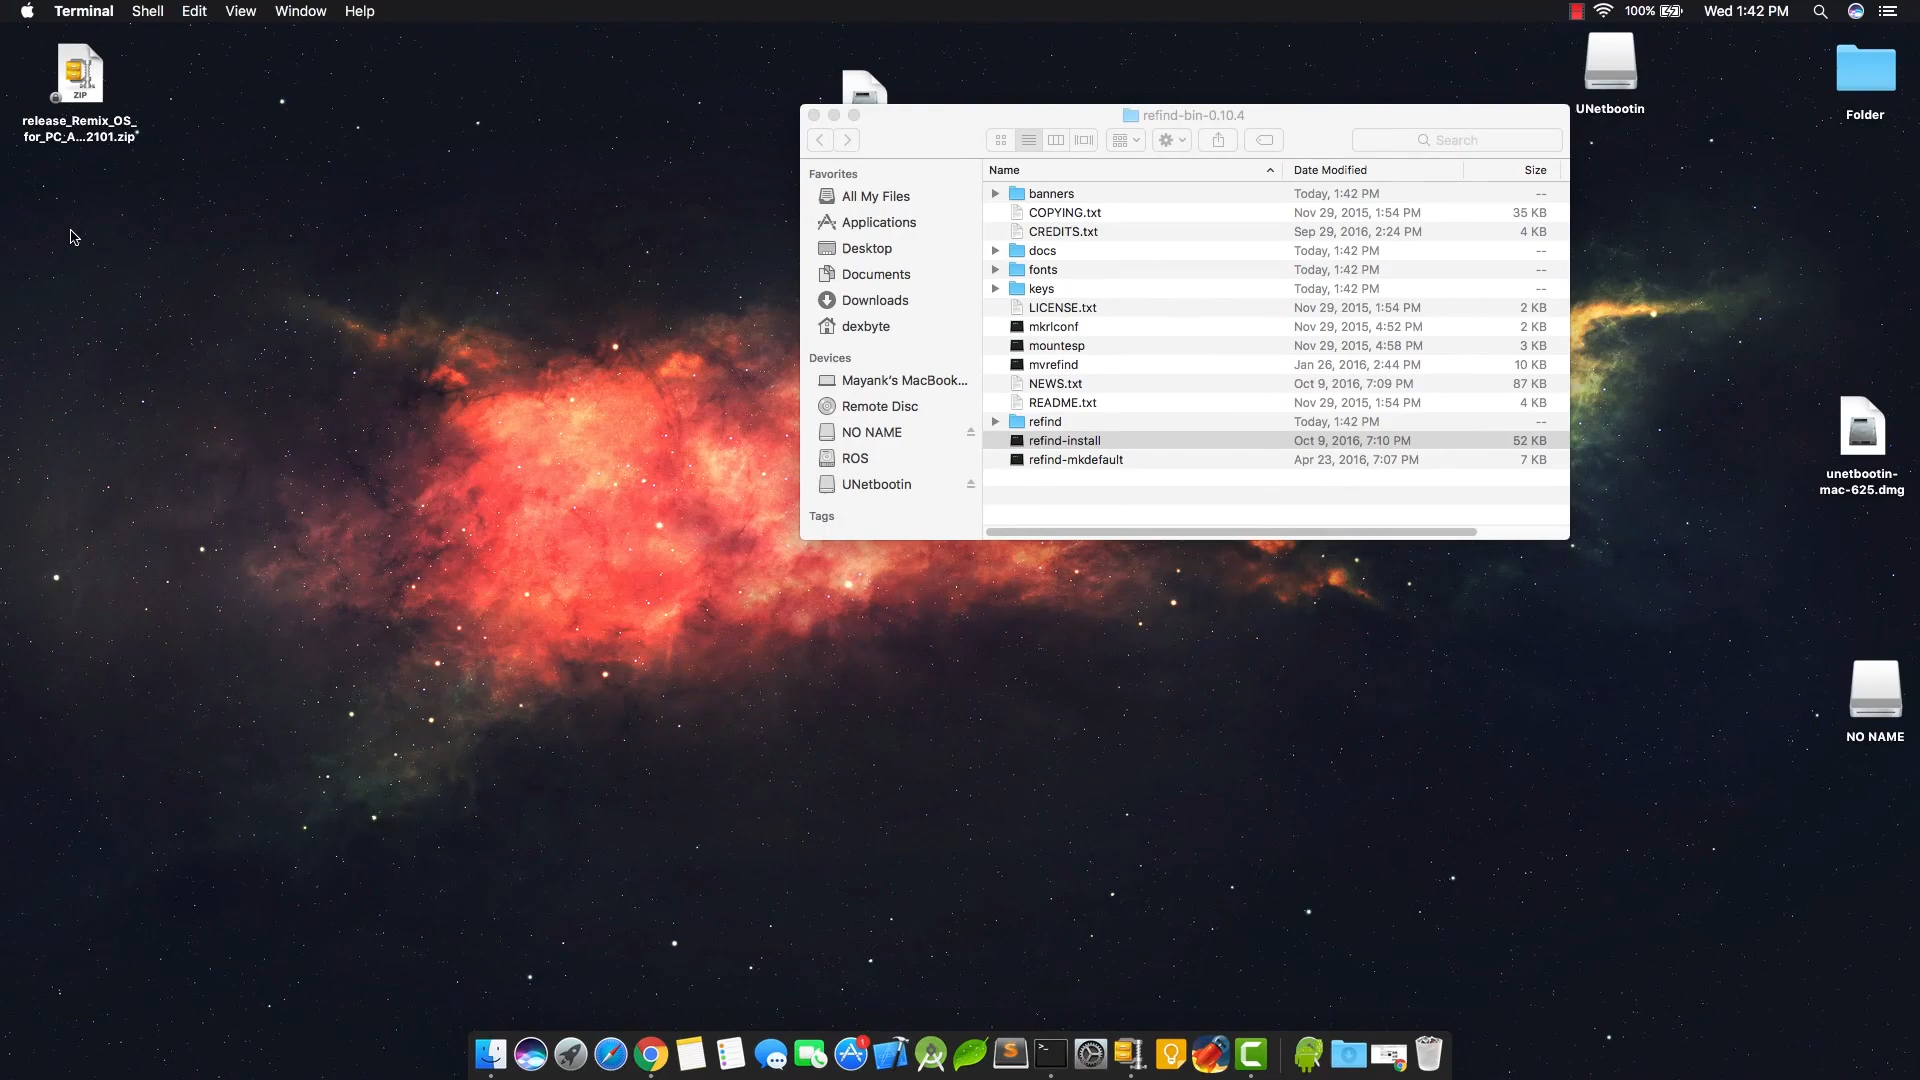 Terminal Shell Edit View Window Help
100% Wed 1:42 PM
ZIP
release_Remix_OS_
for_PC_A...2101.zip
UNetbootin
Folder
unetbootin-
mac-625.dmg
NO NAME
refind-bin-0.10.4
Search
Favorites
All My Files
Applications
Desktop
Documents
Downloads
dexbyte
Devices
Mayank's MacBook...
Remote Disc
NO NAME
ROS
UNetbootin
Tags
Name Date Modified Size
banners Today, 1:42 PM --
COPYING.txt Nov 29, 2015, 1:54 PM 35 KB
CREDITS.txt Sep 29, 2016, 2:24 PM 4 KB
docs Today, 1:42 PM --
fonts Today, 1:42 PM --
keys Today, 1:42 PM --
LICENSE.txt Nov 29, 2015, 1:54 PM 2 KB
mkrlconf Nov 29, 2015, 4:52 PM 2 KB
mountesp Nov 29, 2015, 4:58 PM 3 KB
mvrefind Jan 26, 2016, 2:44 PM 10 KB
NEWS.txt Oct 9, 2016, 7:09 PM 87 KB
README.txt Nov 29, 2015, 1:54 PM 4 KB
refind Today, 1:42 PM --
refind-install Oct 9, 2016, 7:10 PM 52 KB
refind-mkdefault Apr 23, 2016, 7:07 PM 7 KB
1